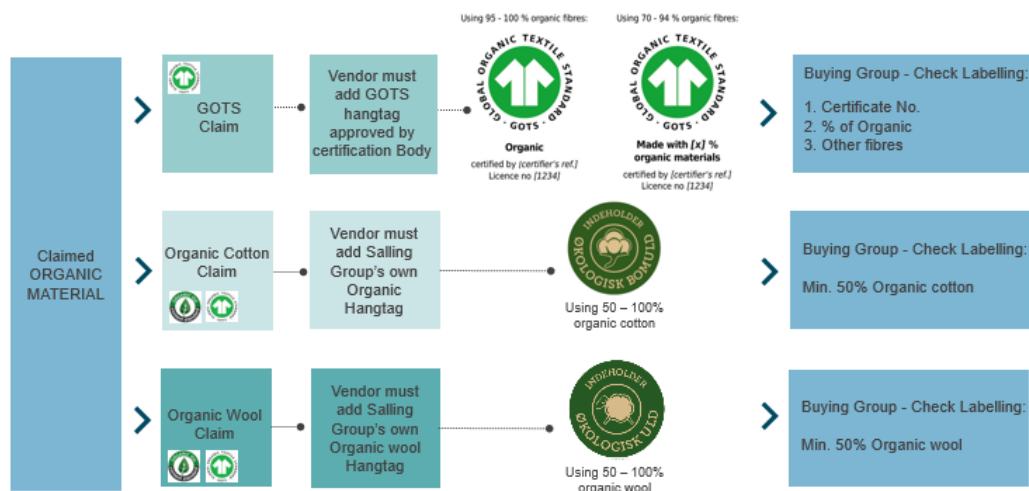 Using 95 - 100 % organic fibres:
Using 70 - 94 % organic fibres:
Claimed
ORGANIC
MATERIAL
GOTS
Claim
Vendor must
add GOTS
hangtag
approved by
certification Body
GLOBAL ORGANIC TEXTILE STANDARD · GOTS ·
Organic
certified by [certifier's ref.]
Licence no [1234]
GLOBAL ORGANIC TEXTILE STANDARD · GOTS ·
Made with [x] %
organic materials
certified by [certifier's ref.]
Licence no [1234]
Buying Group - Check Labelling:
1. Certificate No.
2. % of Organic
3. Other fibres
Organic Cotton
Claim
Vendor must
add Salling
Group's own
Organic
Hangtag
INDEHOLDER
ØKOLOGISK BOMULD
Using 50 – 100%
organic cotton
Buying Group - Check Labelling:
Min. 50% Organic cotton
Organic Wool
Claim
Vendor must
add Salling
Group's own
Organic wool
Hangtag
INDEHOLDER
ØKOLOGISK ULD
Using 50 – 100%
organic wool
Buying Group - Check Labelling:
Min. 50% Organic wool